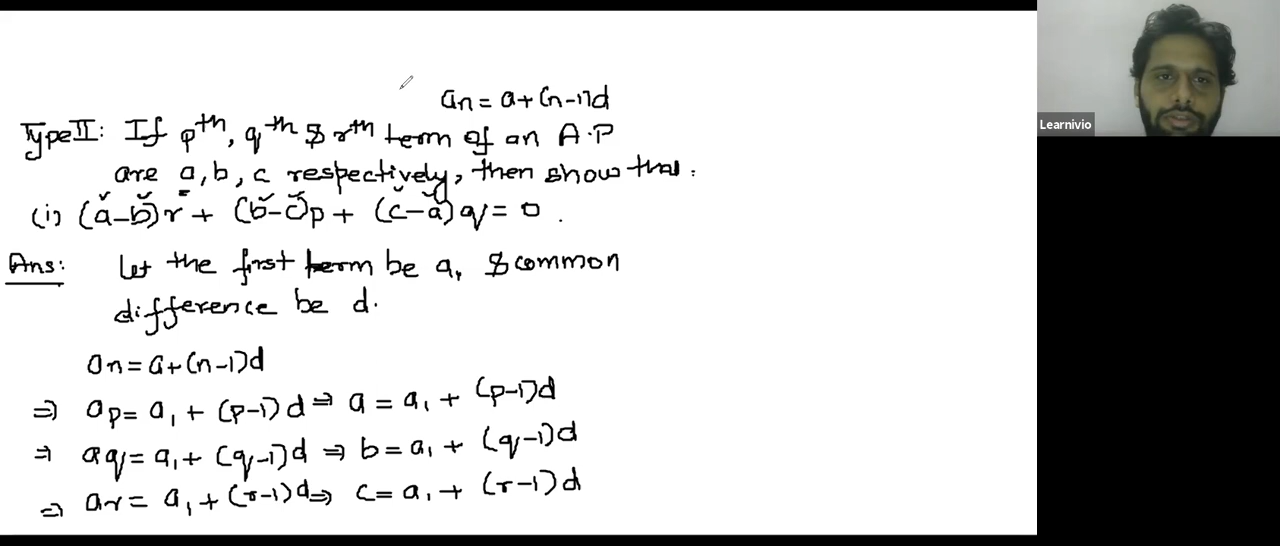 an = a + (n-1)d
Type II: If pth, qth & rth term of an A.P
are a, b, c respectively, then show that:
(i) (a-b)r + (b-c)p + (c-a)q = 0.
Ans: Let the first term be a₁ & common
difference be d.
an = a + (n-1)d
⇒ ap = a₁ + (p-1)d ⇒ a = a₁ + (p-1)d
⇒ aq = a₁ + (q-1)d ⇒ b = a₁ + (q-1)d
⇒ ar = a₁ + (r-1)d ⇒ c = a₁ + (r-1)d
Learnivio